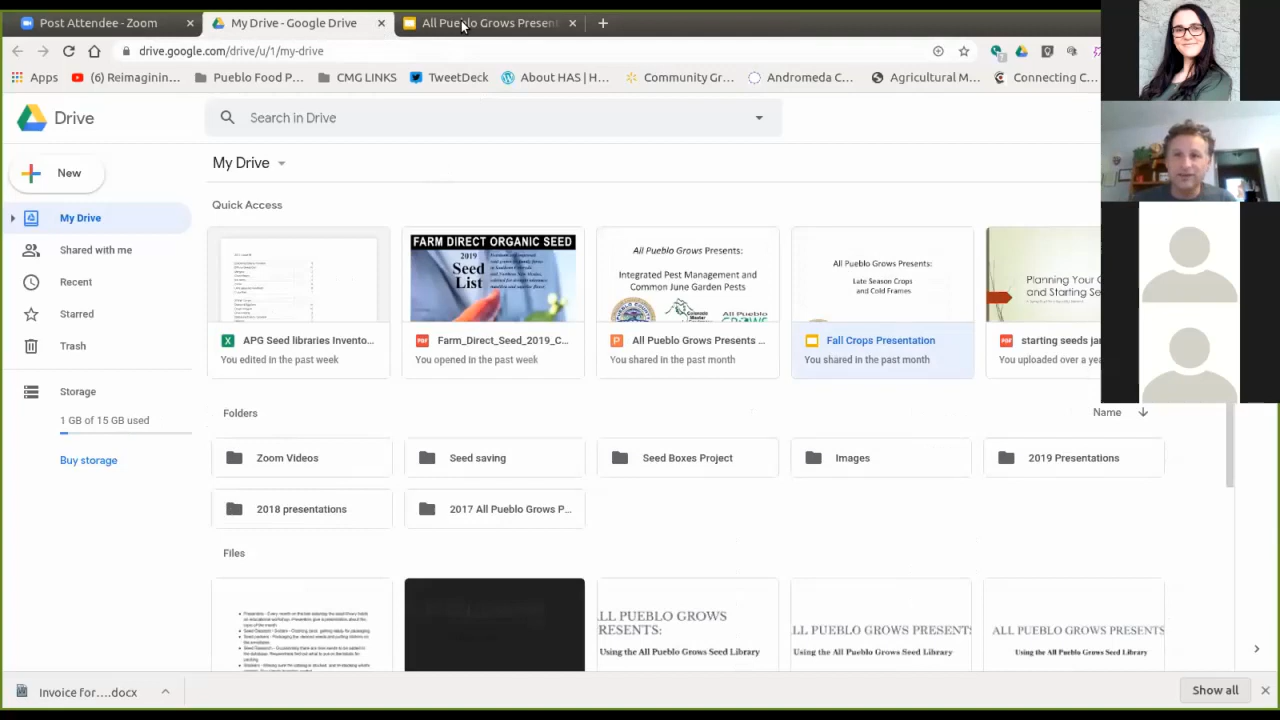 Post Attendee - Zoom
My Drive - Google Drive
All Pueblo Grows Present
drive.google.com/drive/u/1/my-drive
Apps
(6) Reimaginin...
Pueblo Food P...
CMG LINKS
TweetDeck
About HAS | H...
Community Gr...
Andromeda C...
Agricultural M...
Connecting C...
Drive
Search in Drive
New
My Drive
My Drive
Shared with me
Recent
Starred
Trash
Storage
1 GB of 15 GB used
Buy storage
Quick Access
FARM DIRECT ORGANIC SEED
2019
Seed
List
All Pueblo Grows Presents:
Integrated Pest Management and
Common June Garden Pests
All Pueblo
GROWS
All Pueblo Grows Presents:
Late Season Crops
and Cold Frames
Planning Your G
and Starting Se
APG Seed libraries Invento...
You edited in the past week
Farm_Direct_Seed_2019_C...
You opened in the past week
All Pueblo Grows Presents ...
You shared in the past month
Fall Crops Presentation
You shared in the past month
starting seeds ja
You uploaded over a yea
Folders
Name
Zoom Videos
Seed saving
Seed Boxes Project
Images
2019 Presentations
2018 presentations
2017 All Pueblo Grows P...
Files
LL PUEBLO GROWS
RESENTS:
Using the All Pueblo Grows Seed Library
LL PUEBLO GROWS PRESEN
Using the All Pueblo Grows Seed Library
ALL PUEBLO GROWS PRESENTS
Using the All Pueblo Grows Seed Library
Invoice for....docx
Show all